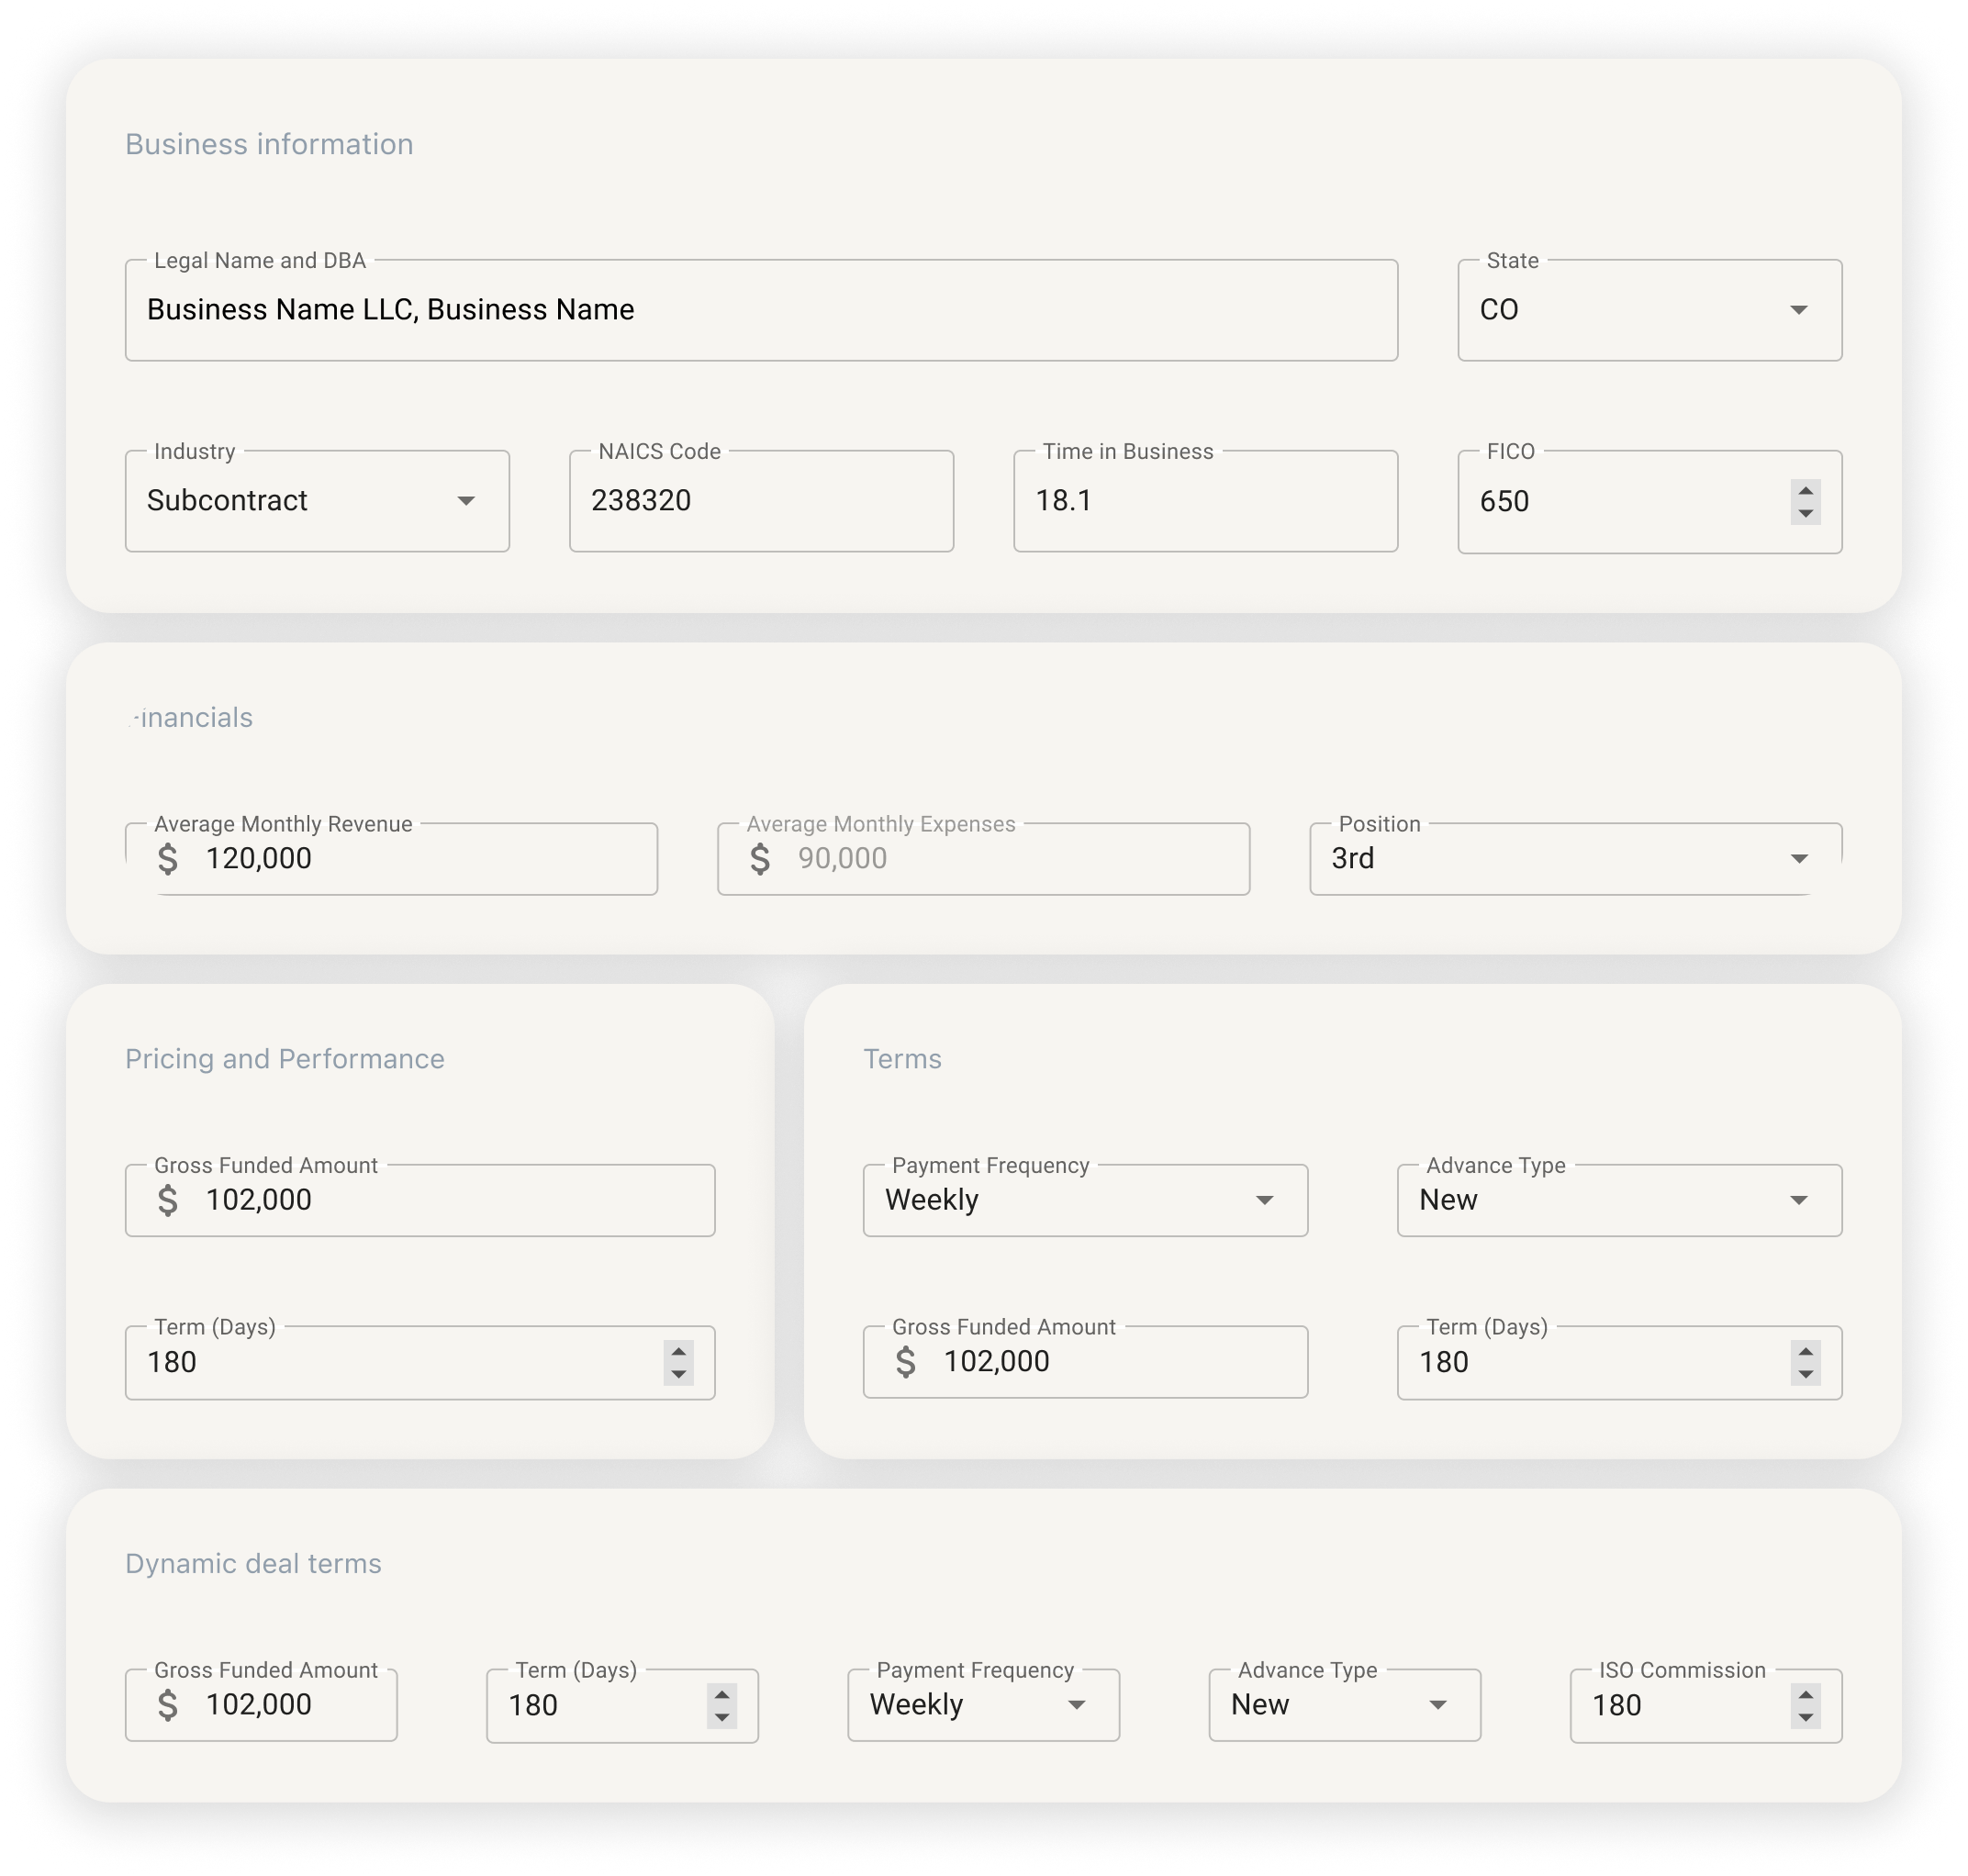 Business information
Legal Name and DBA
Business Name LLC, Business Name
State
CO
Industry
Subcontract
NAICS Code
238320
Time in Business
18.1
FICO
650
Financials
Average Monthly Revenue
$ 120,000
Average Monthly Expenses
$ 90,000
Position
3rd
Pricing and Performance
Gross Funded Amount
$ 102,000
Term (Days)
180
Terms
Payment Frequency
Weekly
Advance Type
New
Gross Funded Amount
$ 102,000
Term (Days)
180
Dynamic deal terms
Gross Funded Amount
$ 102,000
Term (Days)
180
Payment Frequency
Weekly
Advance Type
New
ISO Commission
180